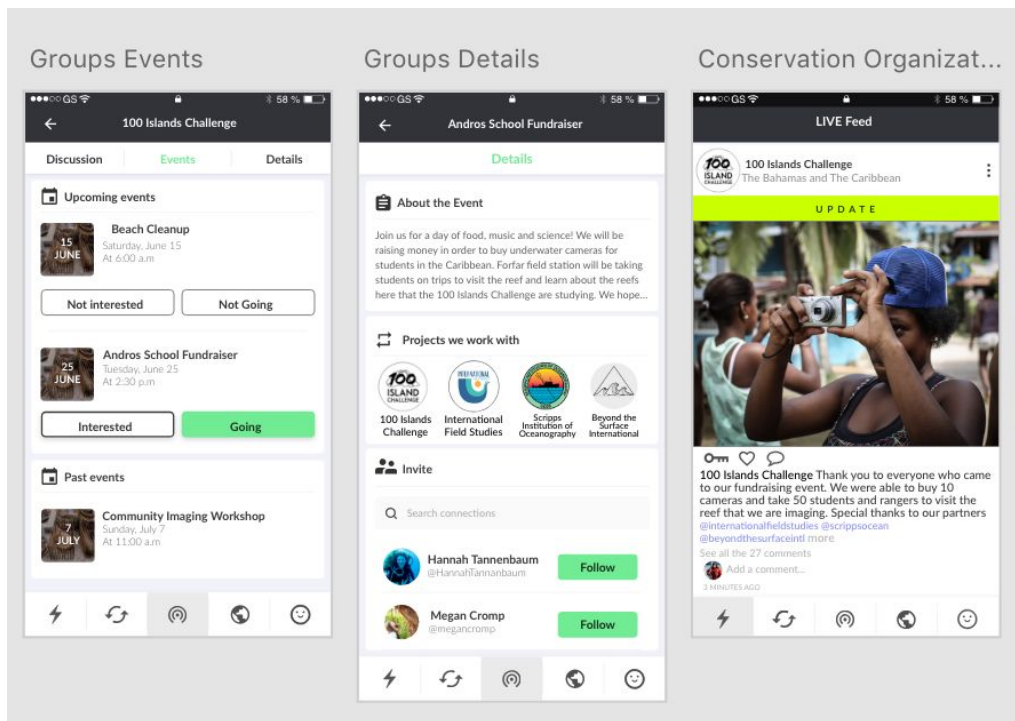 Groups Events
GS
58 %
100 Islands Challenge
Discussion Events Details
Upcoming events
15 JUNE
Beach Cleanup
Saturday, June 15
At 6:00 a.m
Not interested Not Going
25 JUNE
Andros School Fundraiser
Tuesday, June 25
At 2:30 p.m
Interested Going
Past events
7 JULY
Community Imaging Workshop
Sunday, July 7
At 11:00 a.m
Groups Details
GS
58 %
Andros School Fundraiser
Details
About the Event
Join us for a day of food, music and science! We will be
raising money in order to buy underwater cameras for
students in the Caribbean. Forfar field station will be taking
students on trips to visit the reef and learn about the reefs
here that the 100 Islands Challenge are studying. We hope...
Projects we work with
100 ISLAND CHALLENGE
INTERNATIONAL
100 Islands Challenge
International Field Studies
Scripps Institution of Oceanography
Beyond the Surface International
Invite
Search connections
Hannah Tannenbaum
@HannahTannanbaum
Follow
Megan Cromp
@megancromp
Follow
Conservation Organizat...
GS
58 %
LIVE Feed
100 ISLAND CHALLENGE
100 Islands Challenge
The Bahamas and The Caribbean
UPDATE
100 Islands Challenge Thank you to everyone who came
to our fundraising event. We were able to buy 10
cameras and take 50 students and rangers to visit the
reef that we are imaging. Special thanks to our partners
@internationalfieldstudies @scrippsocean
@beyondthesurfaceintl more
See all the 27 comments
Add a comment...
3 MINUTES AGO